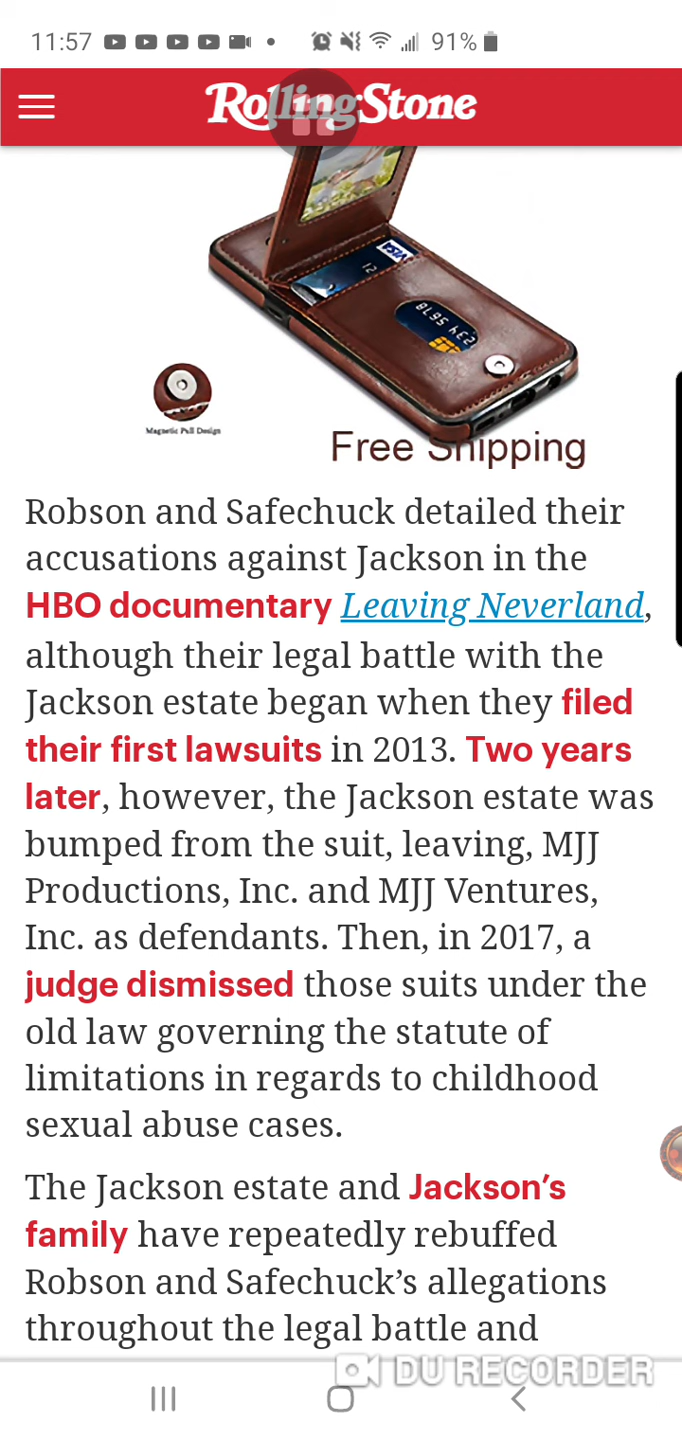 11:57
91%
RollingStone
VISA
12
234 5678
Magnetic Pull Design
Free Shipping
Robson and Safechuck detailed their
accusations against Jackson in the
HBO documentary Leaving Neverland,
although their legal battle with the
Jackson estate began when they filed
their first lawsuits in 2013. Two years
later, however, the Jackson estate was
bumped from the suit, leaving, MJJ
Productions, Inc. and MJJ Ventures,
Inc. as defendants. Then, in 2017, a
judge dismissed those suits under the
old law governing the statute of
limitations in regards to childhood
sexual abuse cases.
The Jackson estate and Jackson’s
family have repeatedly rebuffed
Robson and Safechuck’s allegations
throughout the legal battle and
DU RECORDER